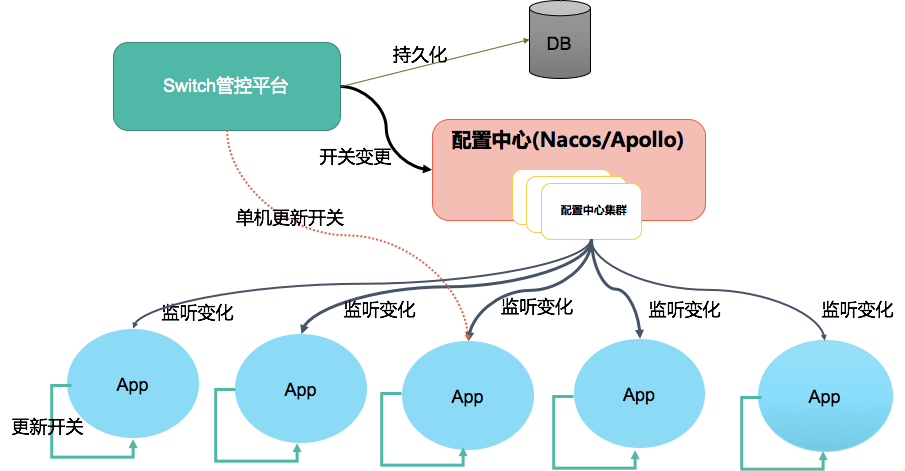 DB
持久化
Switch管控平台
配置中心(Nacos/Apollo)
开关变更
配置中心集群
单机更新开关
监听变化
监听变化
监听变化
监听变化
监听变化
App
App
App
App
App
更新开关